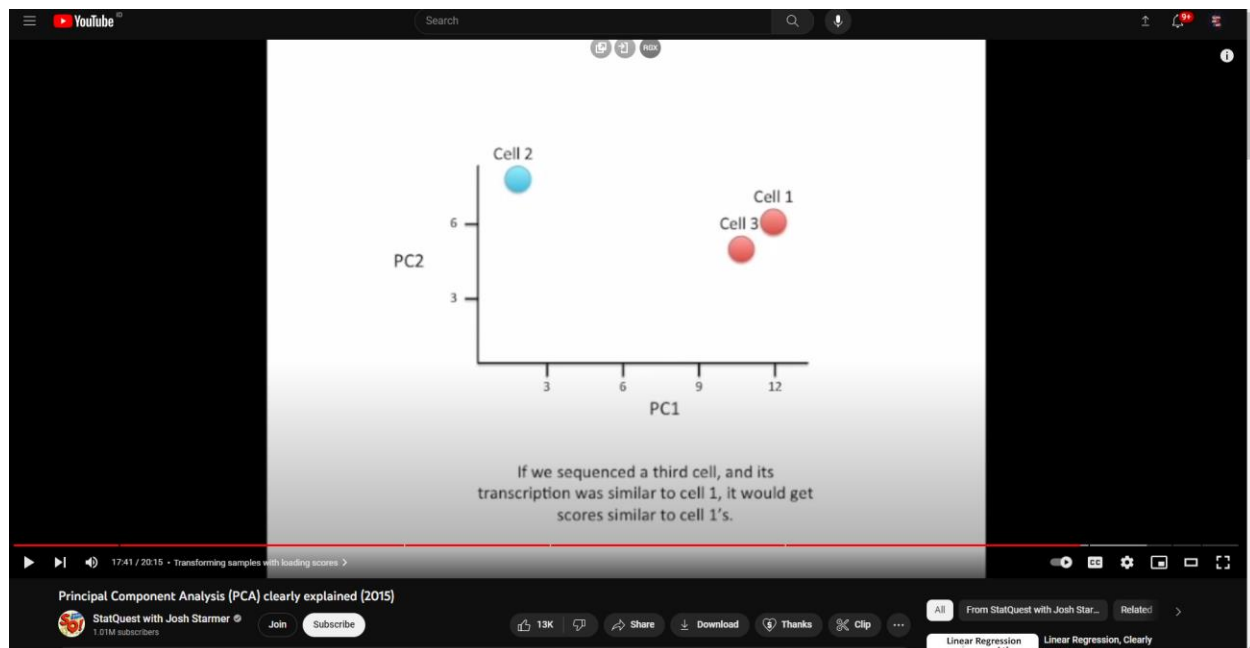 YouTube ID
Search
9+
RGX
Cell 2
Cell 1
6
Cell 3
PC2
3
3 6 9 12
PC1
If we sequenced a third cell, and its
transcription was similar to cell 1, it would get
scores similar to cell 1's.
17:41 / 20:15 • Transforming samples with loading scores >
CC
Principal Component Analysis (PCA) clearly explained (2015)
StatQuest with Josh Starmer
1.01M subscribers
Join
Subscribe
13K
Share
Download
Thanks
Clip
All
From StatQuest with Josh Star...
Related
Linear Regression
Linear Regression, Clearly